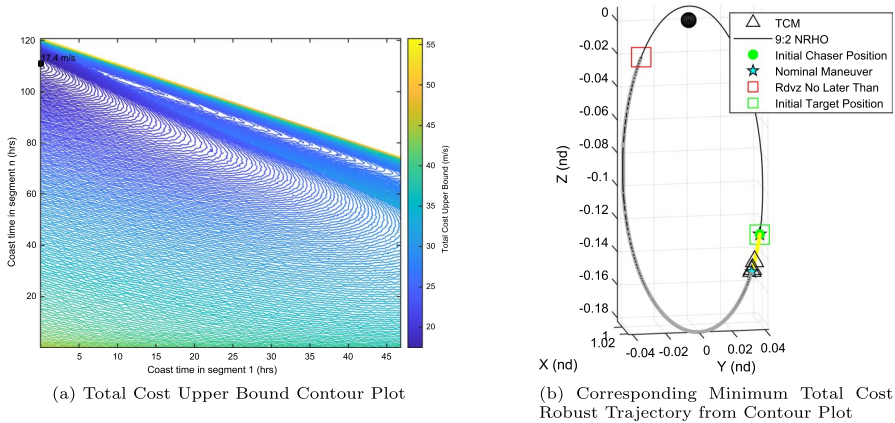 120
100
80
60
40
20
17.4 m/s
Coast time in segment n (hrs)
5 10 15 20 25 30 35 40 45
Coast time in segment 1 (hrs)
55
50
45
40
35
30
25
20
Total Cost Upper Bound (m/s)
(a) Total Cost Upper Bound Contour Plot
0
-0.02
-0.04
-0.06
-0.08
-0.1
-0.12
-0.14
-0.16
-0.18
Z (nd)
1
1.02
X (nd)
-0.04 -0.02 0 0.02 0.04
Y (nd)
TCM
9:2 NRHO
Initial Chaser Position
Nominal Maneuver
Rdvz No Later Than
Initial Target Position
(b) Corresponding Minimum Total Cost
Robust Trajectory from Contour Plot